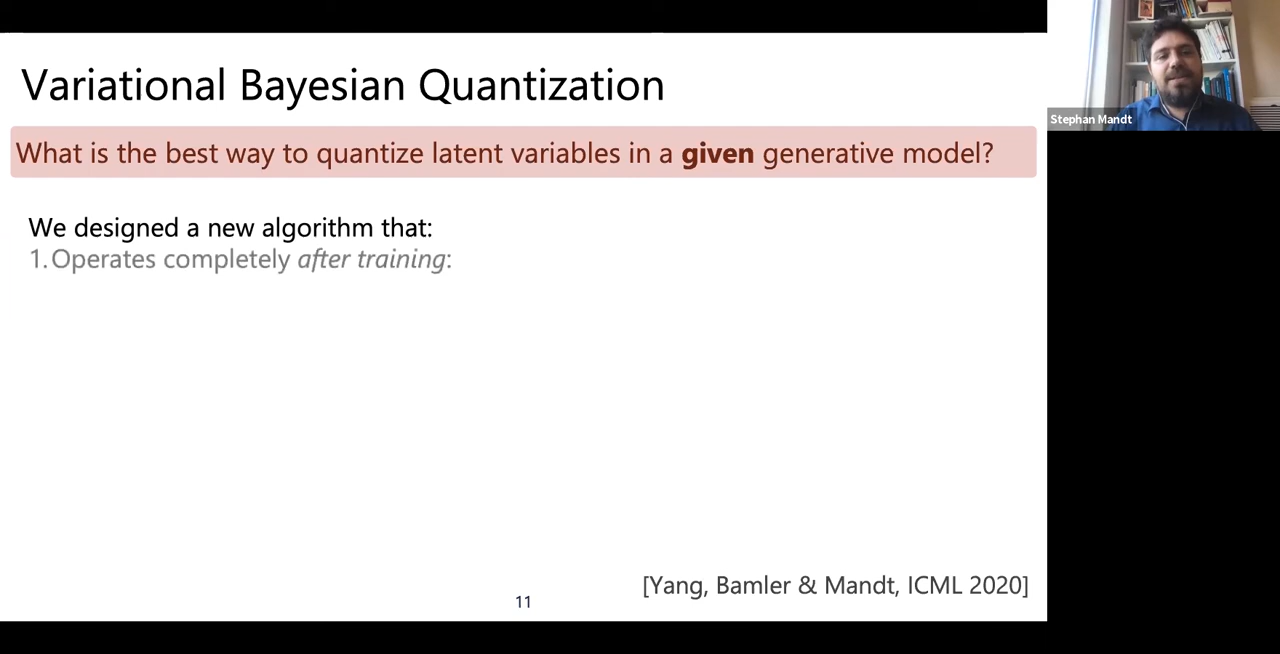 Variational Bayesian Quantization
What is the best way to quantize latent variables in a given generative model?
We designed a new algorithm that:
1. Operates completely after training:
[Yang, Bamler & Mandt, ICML 2020]
11
Stephan Mandt